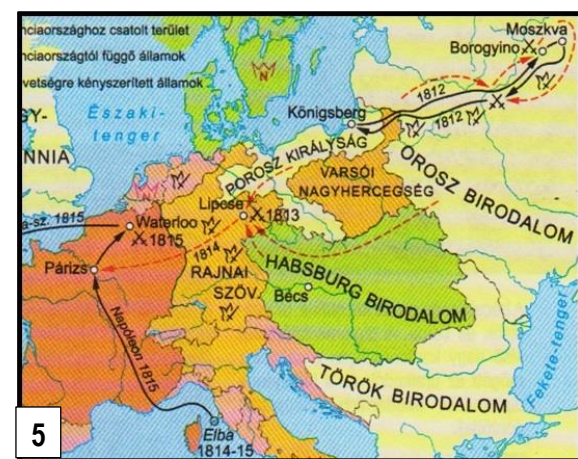 nciaországhoz csatolt terület
nciaországtól függő államok
vetségre kényszerített államok
Moszkva
Borogyino
Északi-
tenger
1812
Königsberg
1812
GY-
NNIA
POROSZ KIRÁLYSÁG
VARSÓI
NAGYHERCEGSÉG
OROSZ BIRODALOM
N
N
Lipcse
1813
a-sz. 1815
Waterloo
1815
1814
Párizs
RAJNAI
SZÖV.
HABSBURG BIRODALOM
Bécs
Napóleon 1815
Fekete-tenger
TÖRÖK BIRODALOM
Elba
1814-15
5